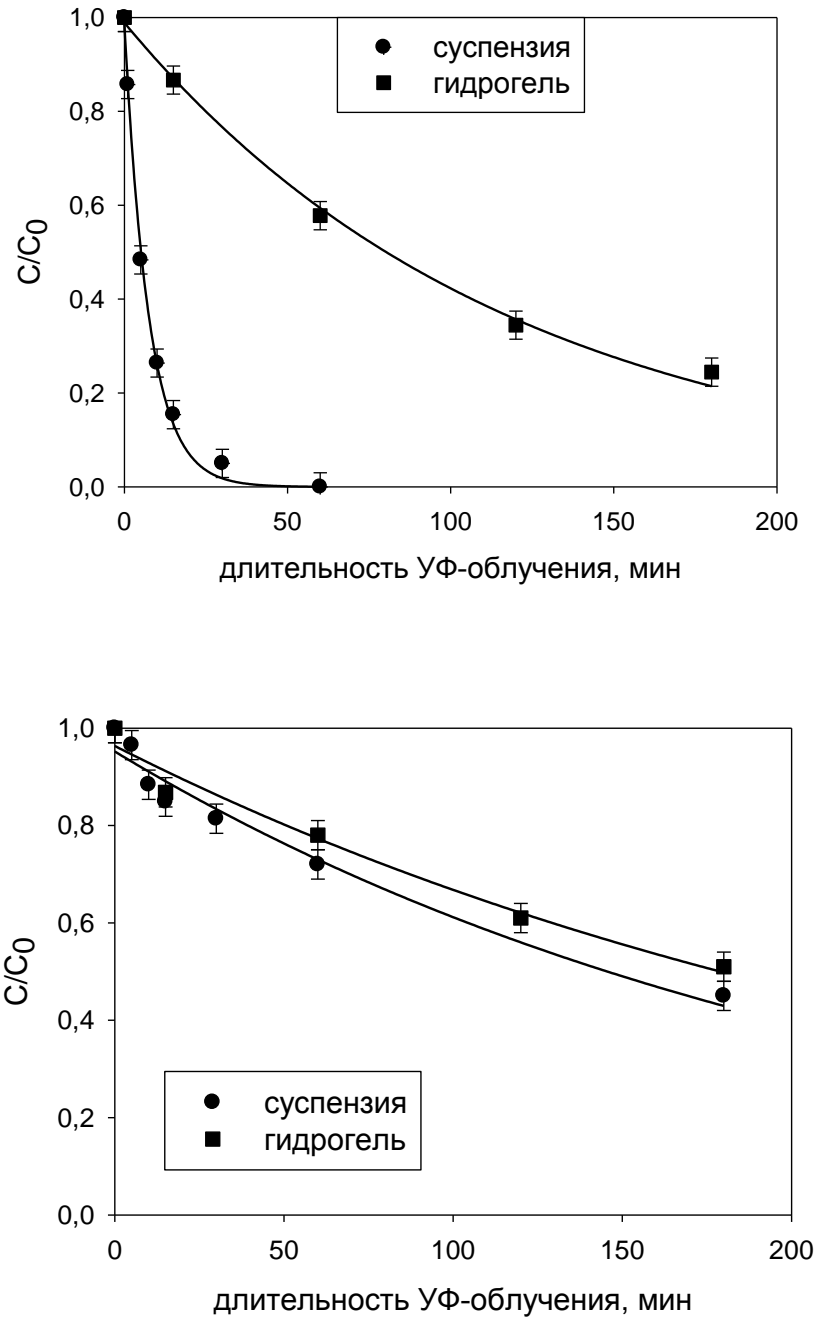 1,0
0,8
0,6
0,4
0,2
0,0
C/C0
суспензия
гидрогель
0 50 100 150 200
длительность УФ-облучения, мин
1,0
0,8
0,6
0,4
0,2
0,0
C/C0
суспензия
гидрогель
0 50 100 150 200
длительность УФ-облучения, мин